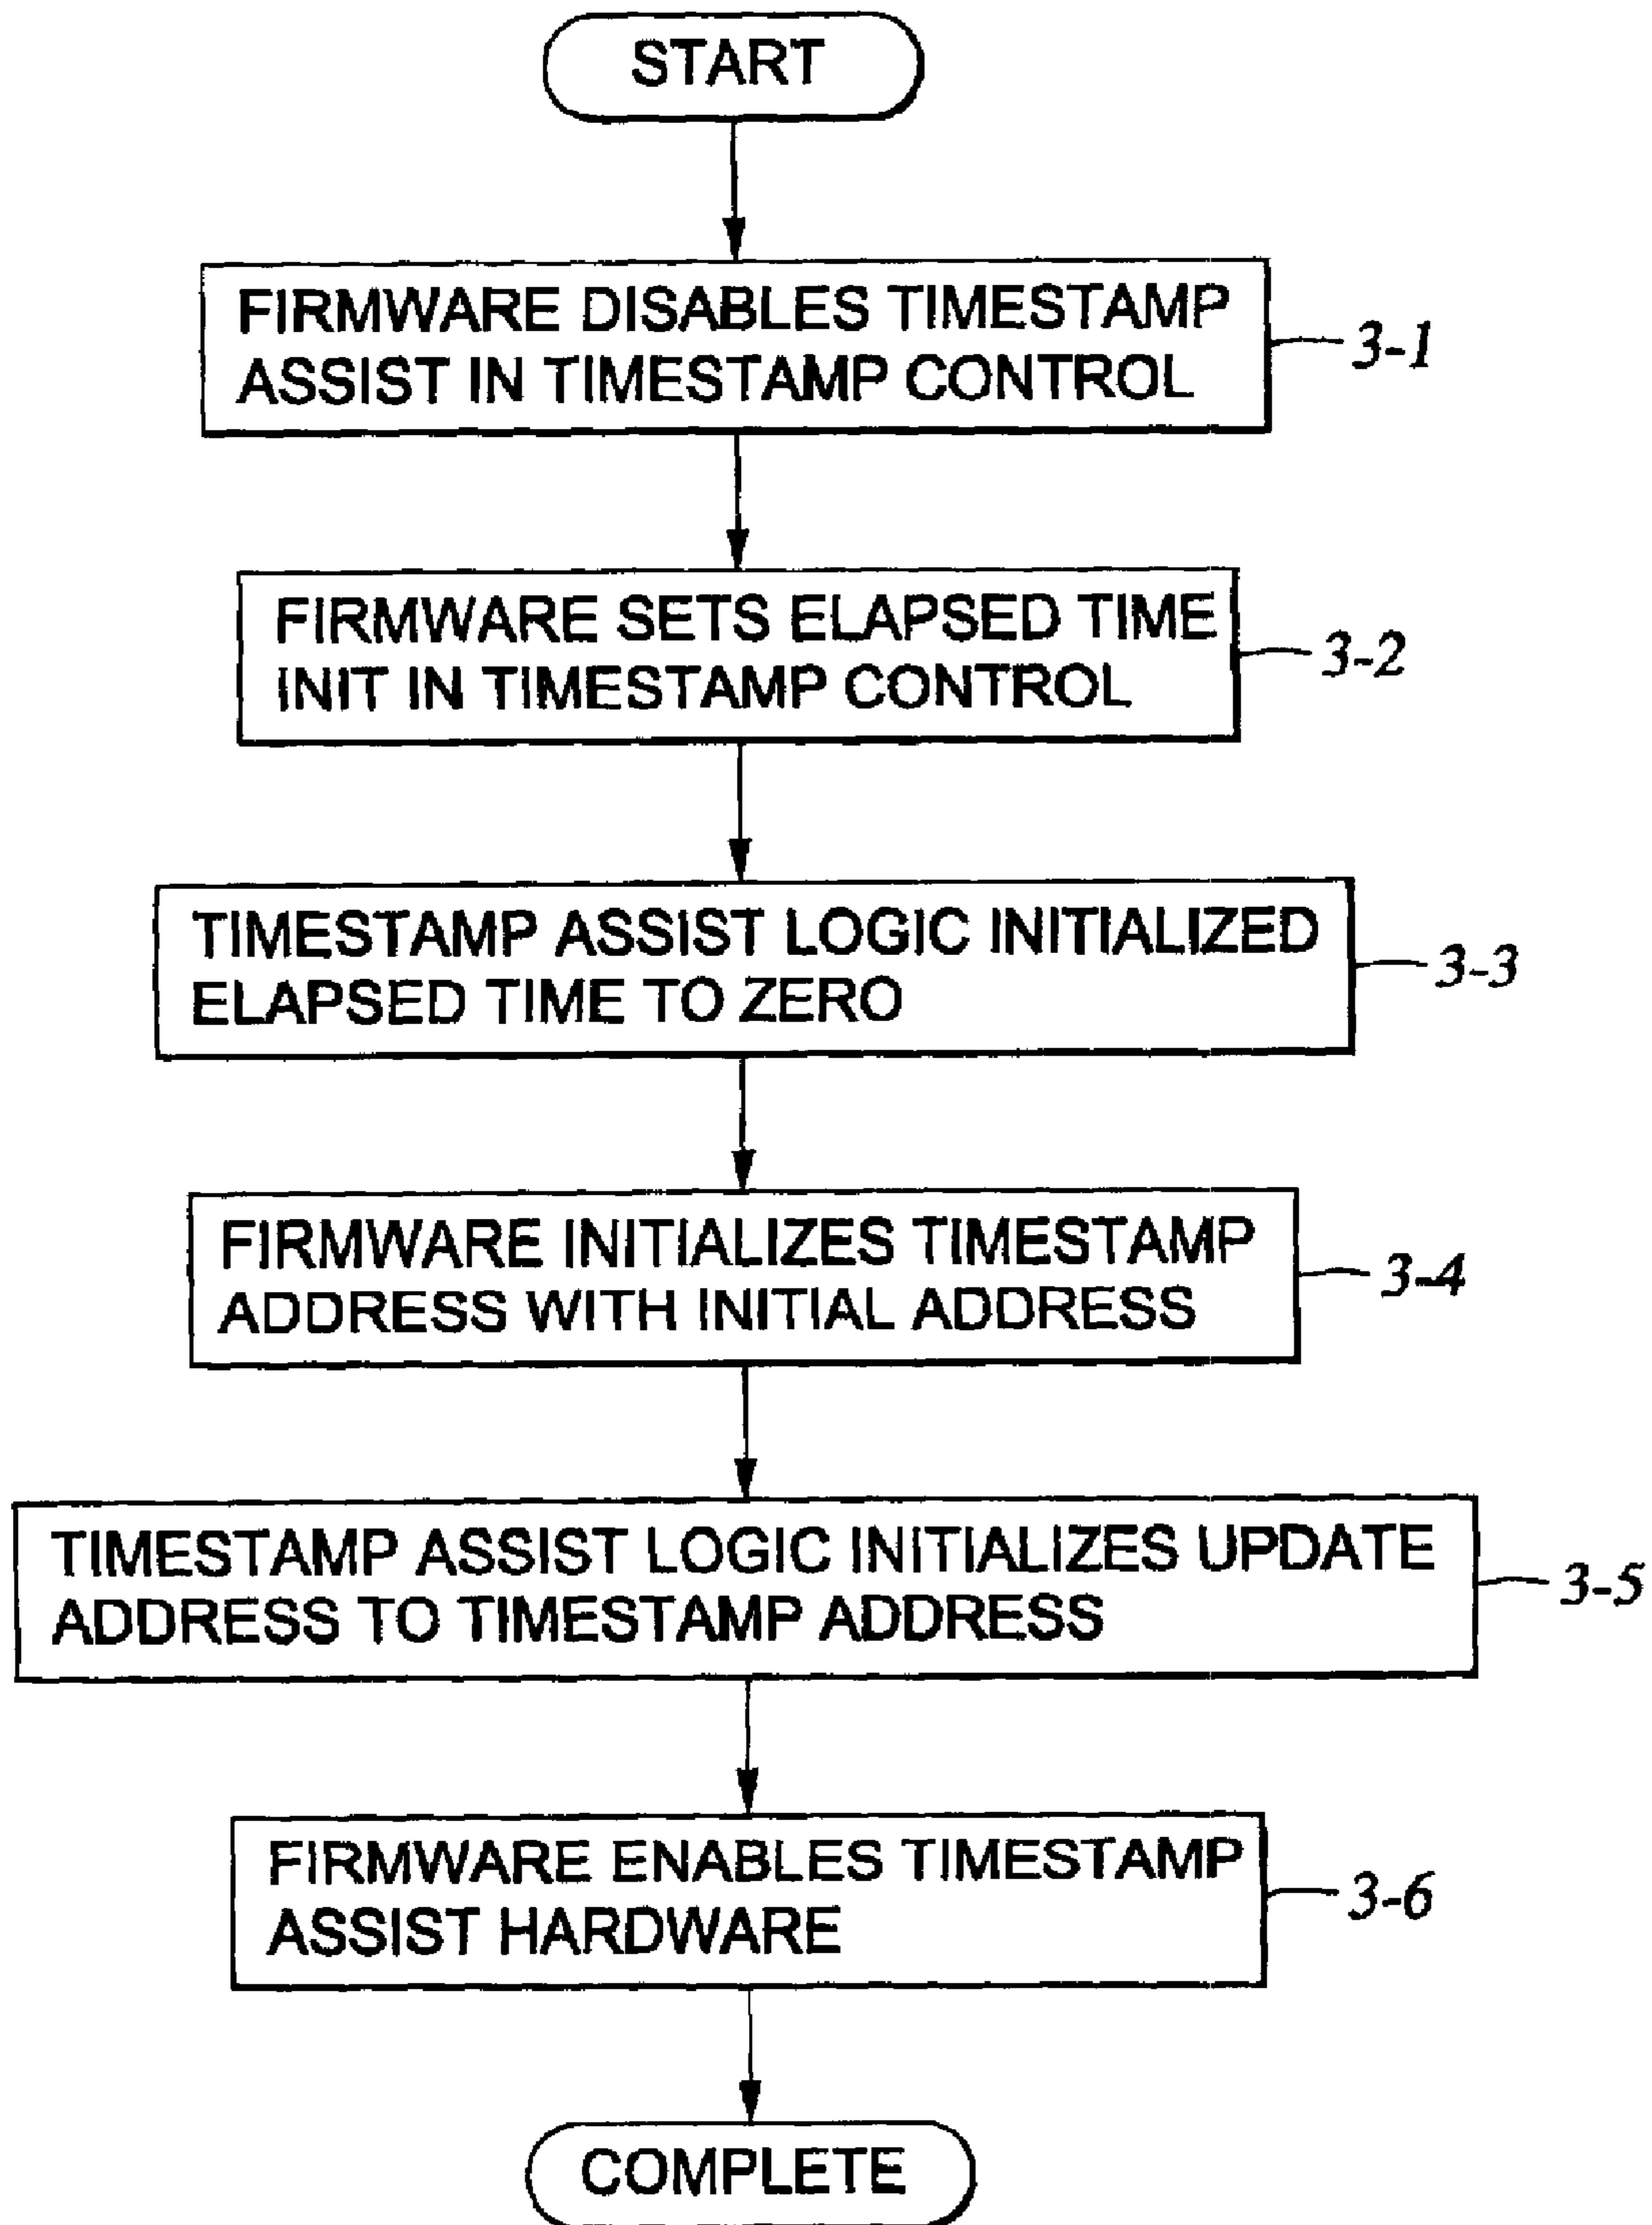 START
FIRMWARE DISABLES TIMESTAMP
ASSIST IN TIMESTAMP CONTROL
3-1
FIRMWARE SETS ELAPSED TIME
INIT IN TIMESTAMP CONTROL
3-2
TIMESTAMP ASSIST LOGIC INITIALIZED
ELAPSED TIME TO ZERO
3-3
FIRMWARE INITIALIZES TIMESTAMP
ADDRESS WITH INITIAL ADDRESS
3-4
TIMESTAMP ASSIST LOGIC INITIALIZES UPDATE
ADDRESS TO TIMESTAMP ADDRESS
3-5
FIRMWARE ENABLES TIMESTAMP
ASSIST HARDWARE
3-6
COMPLETE